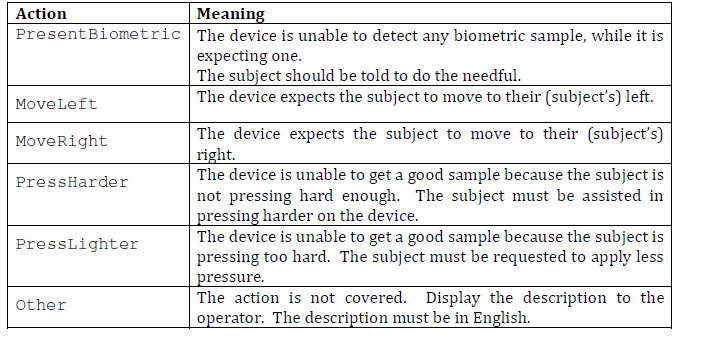 Action Meaning
PresentBiometric The device is unable to detect any biometric sample, while it is
expecting one.
The subject should be told to do the needful.
MoveLeft The device expects the subject to move to their (subject's) left.
MoveRight The device expects the subject to move to their (subject's)
right.
PressHarder The device is unable to get a good sample because the subject is
not pressing hard enough. The subject must be assisted in
pressing harder on the device.
PressLighter The device is unable to get a good sample because the subject is
pressing too hard. The subject must be requested to apply less
pressure.
Other The action is not covered. Display the description to the
operator. The description must be in English.